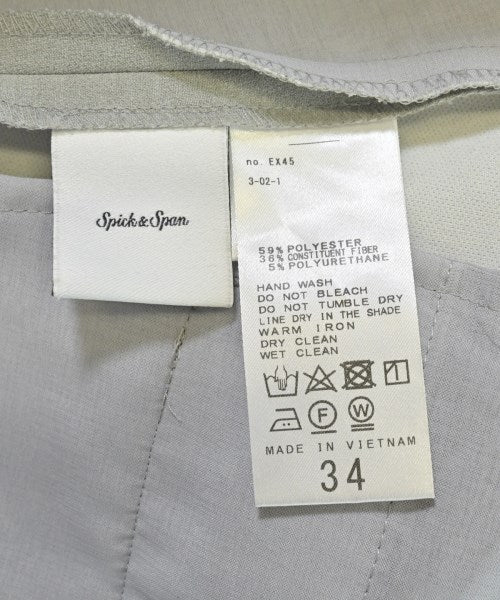 Spick & Span
no. EX45
3-02-1
59% POLYESTER
36% CONSTITUENT FIBER
5% POLYURETHANE
HAND WASH
DO NOT BLEACH
DO NOT TUMBLE DRY
LINE DRY IN THE SHADE
WARM IRON
DRY CLEAN
WET CLEAN
F W
MADE IN VIETNAM
34